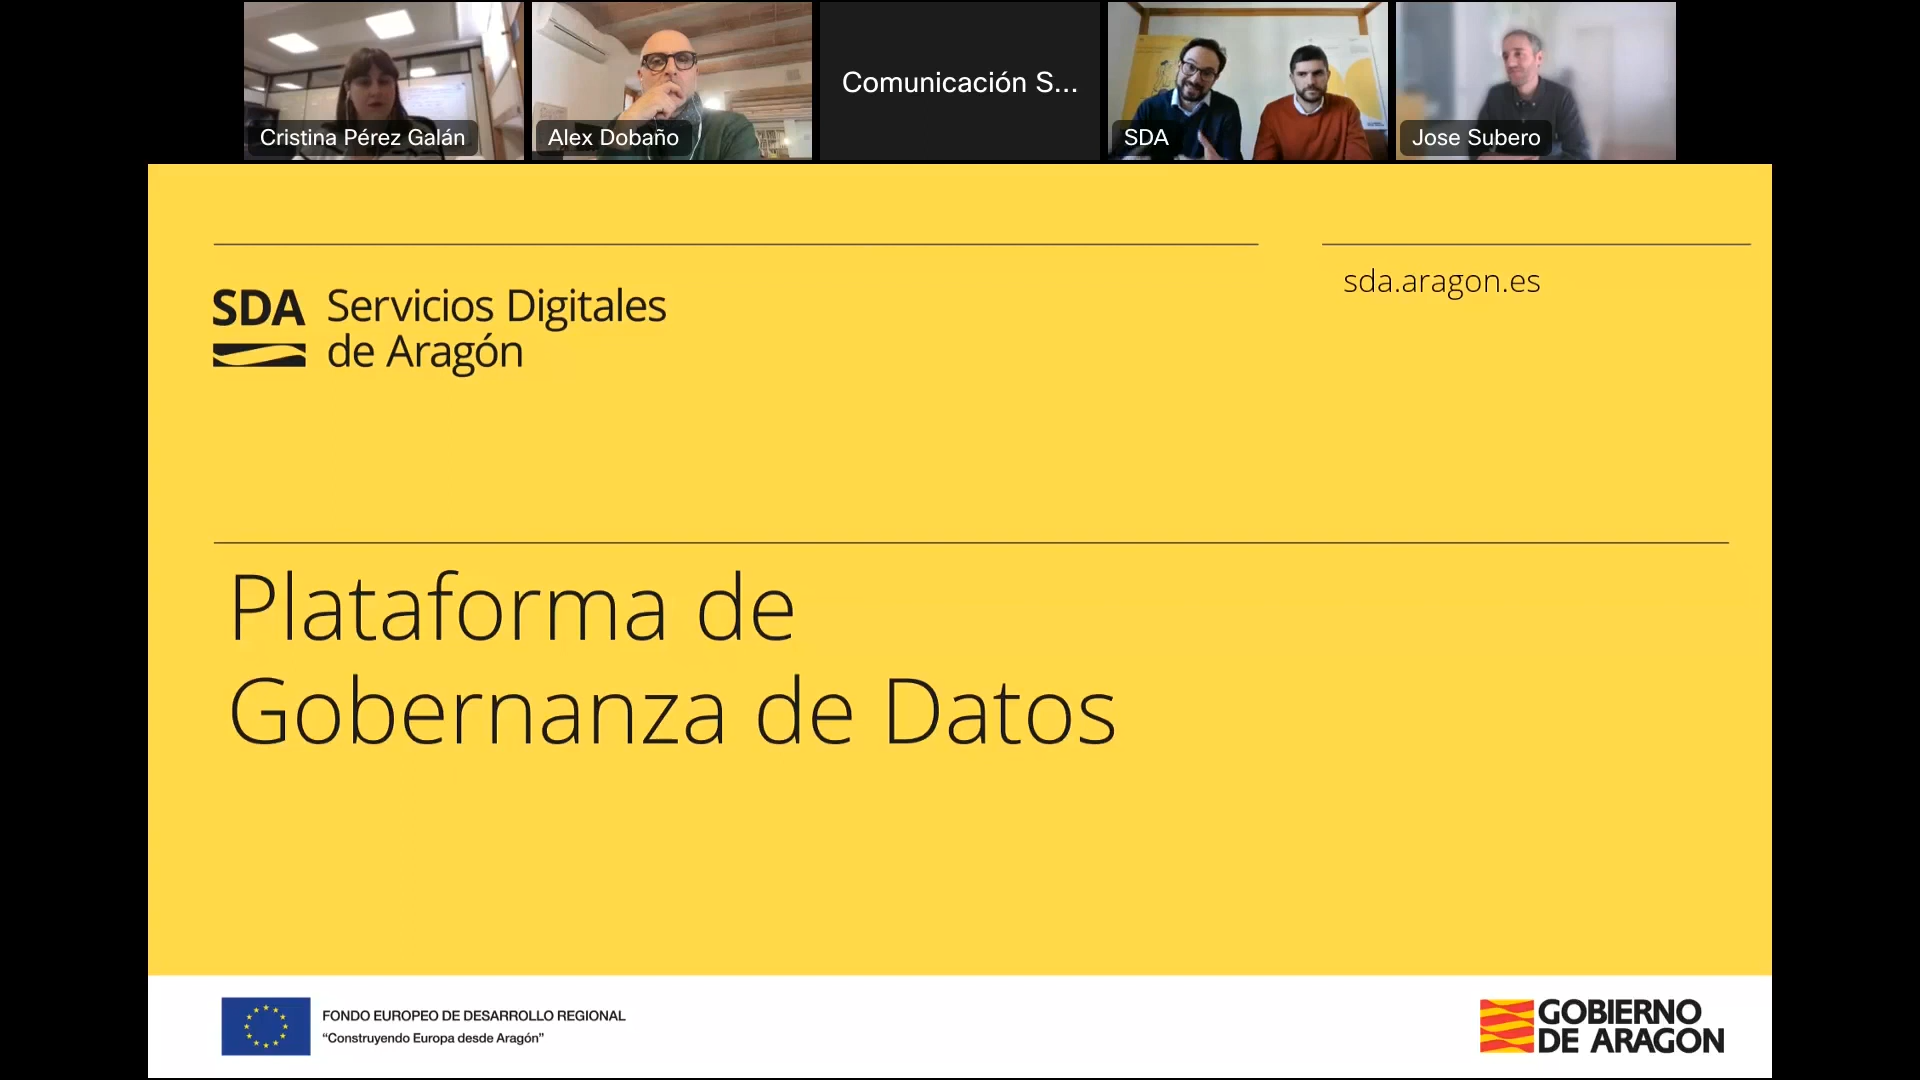 Cristina Pérez Galán
Alex Dobaño
Comunicación S...
SDA
Jose Subero
sda.aragon.es
SDA Servicios Digitales
de Aragón
Plataforma de
Gobernanza de Datos
FONDO EUROPEO DE DESARROLLO REGIONAL
“Construyendo Europa desde Aragón”
GOBIERNO
DE ARAGON